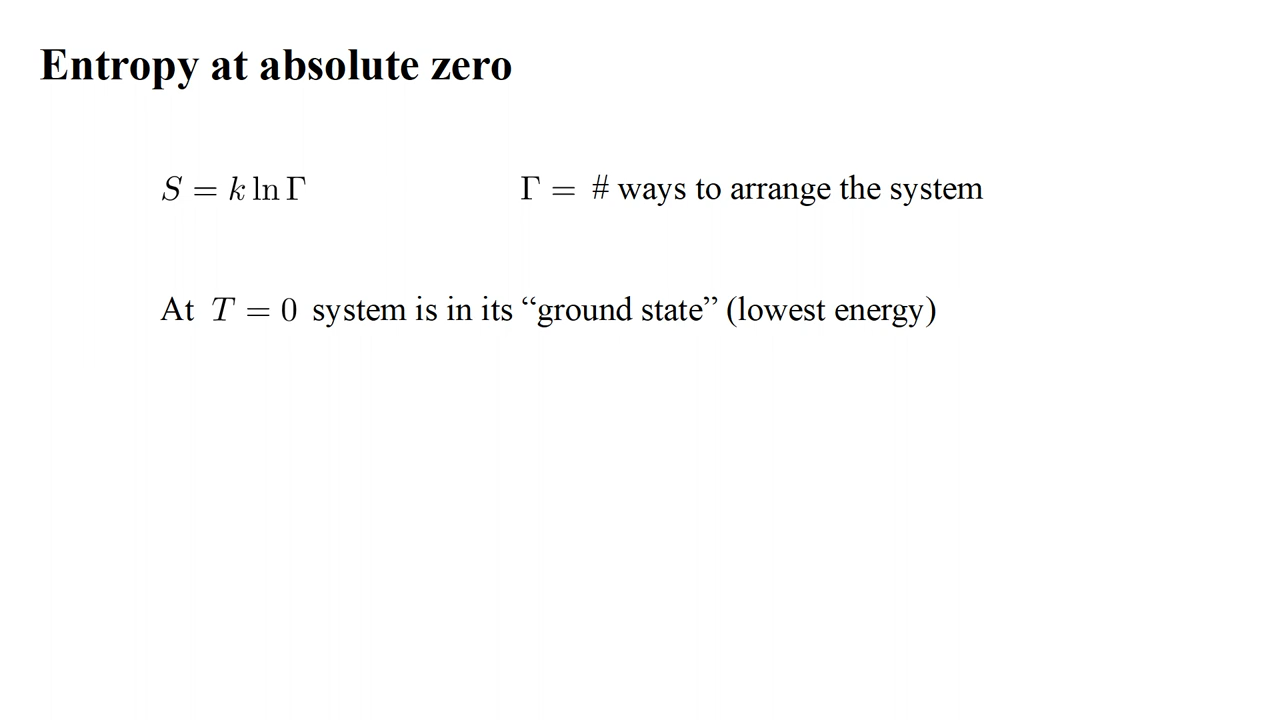 Entropy at absolute zero
S = k ln Γ
Γ = # ways to arrange the system
At T = 0 system is in its “ground state” (lowest energy)